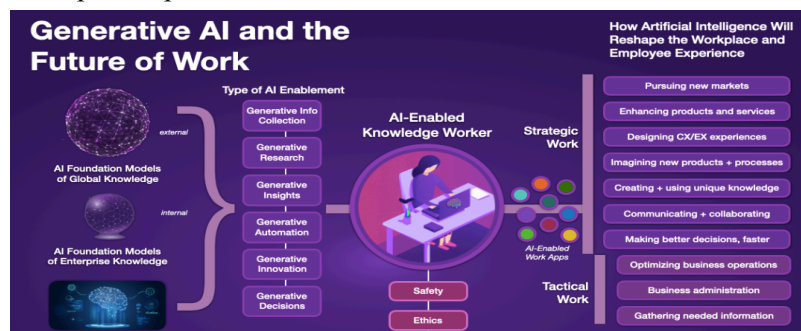 Generative AI and the
Future of Work
How Artificial Intelligence Will
Reshape the Workplace and
Employee Experience
external
AI Foundation Models
of Global Knowledge
internal
AI Foundation Models
of Enterprise Knowledge
Type of AI Enablement
Generative Info
Collection
Generative
Research
Generative
Insights
Generative
Automation
Generative
Innovation
Generative
Decisions
AI-Enabled
Knowledge Worker
Safety
Ethics
AI-Enabled
Work Apps
Strategic
Work
Pursuing new markets
Enhancing products and services
Designing CX/EX experiences
Imagining new products + processes
Creating + using unique knowledge
Communicating + collaborating
Making better decisions, faster
Tactical
Work
Optimizing business operations
Business administration
Gathering needed information